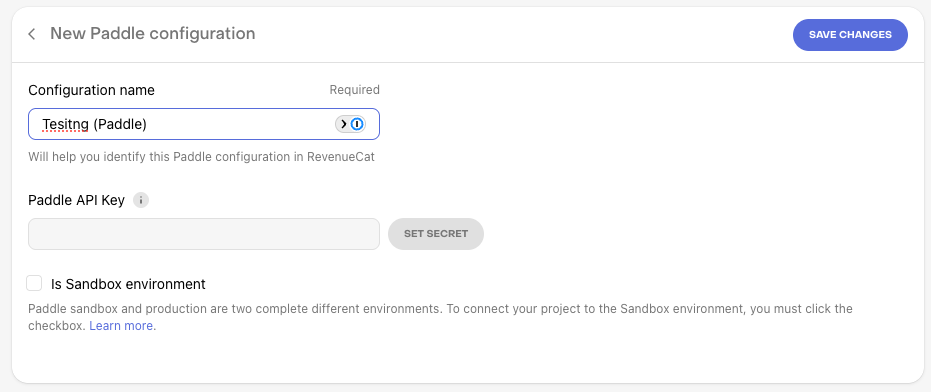 New Paddle configuration
SAVE CHANGES
Configuration name
Required
Tesitng (Paddle)
Will help you identify this Paddle configuration in RevenueCat
Paddle API Key
SET SECRET
Is Sandbox environment
Paddle sandbox and production are two complete different environments. To connect your project to the Sandbox environment, you must click the
checkbox. Learn more.